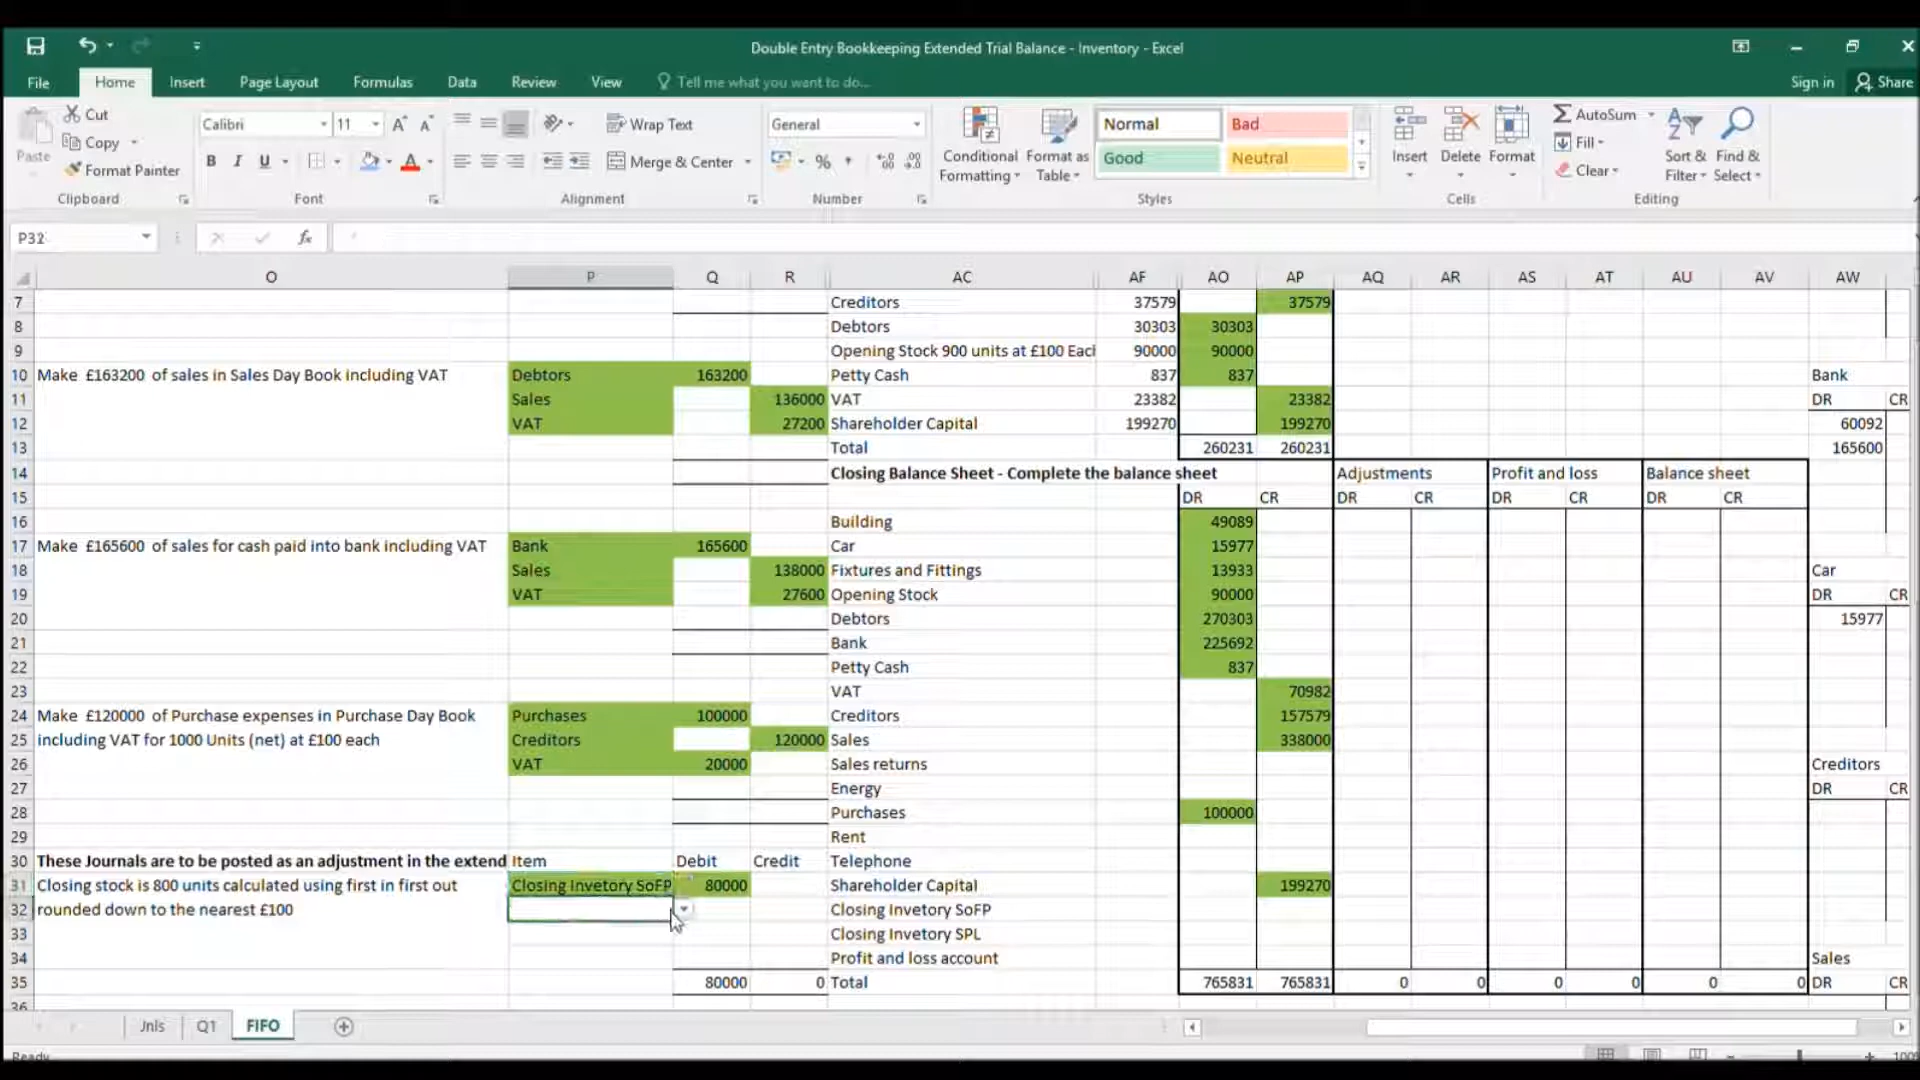 Double Entry Bookkeeping Extended Trial Balance - Inventory - Excel
File Home Insert Page Layout Formulas Data Review View Tell me what you want to do... Sign in Share
Paste Cut Copy Format Painter Clipboard
Calibri 11 A A B I U A Font
Wrap Text Merge & Center Alignment
General % Number
Conditional Formatting Format as Table Normal Bad Good Neutral Styles
Insert Delete Format Cells
AutoSum Fill Clear Sort & Filter Find & Select Editing
P32 fx
O P Q R AC AF AO AP AQ AR AS AT AU AV AW
7 Creditors 37579 37579
8 Debtors 30303 30303
9 Opening Stock 900 units at £100 Eac 90000 90000
10 Make £163200 of sales in Sales Day Book including VAT Debtors 163200 Petty Cash 837 837 Bank
11 Sales 136000 VAT 23382 23382 DR CR
12 VAT 27200 Shareholder Capital 199270 199270 60092
13 Total 260231 260231 165600
14 Closing Balance Sheet - Complete the balance sheet Adjustments Profit and loss Balance sheet
15 DR CR DR CR DR CR DR CR
16 Building 49089
17 Make £165600 of sales for cash paid into bank including VAT Bank 165600 Car 15977
18 Sales 138000 Fixtures and Fittings 13933 Car
19 VAT 27600 Opening Stock 90000 DR CR
20 Debtors 270303 15977
21 Bank 225692
22 Petty Cash 837
23 VAT 70982
24 Make £120000 of Purchase expenses in Purchase Day Book Purchases 100000 Creditors 157579
25 including VAT for 1000 Units (net) at £100 each Creditors 120000 Sales 338000
26 VAT 20000 Sales returns Creditors
27 Energy DR CR
28 Purchases 100000
29 Rent
30 These Journals are to be posted as an adjustment in the extend Item Debit Credit Telephone
31 Closing stock is 800 units calculated using first in first out Closing Invetory SoFP 80000 Shareholder Capital 199270
32 rounded down to the nearest £100 Closing Invetory SoFP
33 Closing Invetory SPL
34 Profit and loss account Sales
35 80000 0 Total 765831 765831 0 0 0 0 0 0 DR CR
36
Jnls Q1 FIFO
Ready